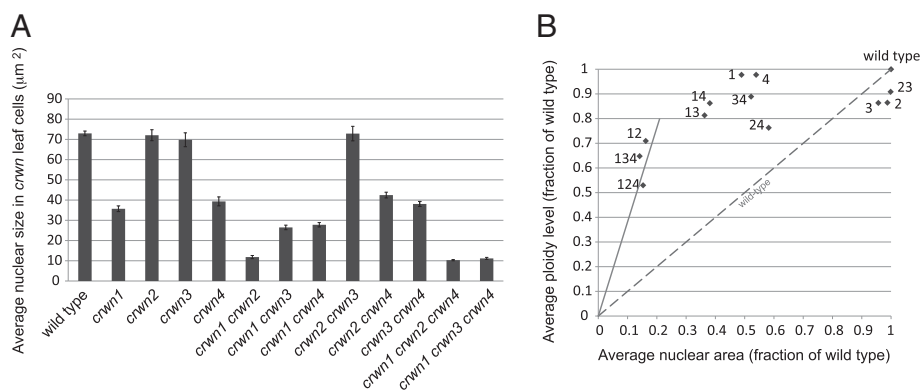 A
Average nuclear size in crwn leaf cells (μm 2)
90
80
70
60
50
40
30
20
10
0
wild type
crwn1
crwn2
crwn3
crwn4
crwn1 crwn2
crwn1 crwn3
crwn1 crwn4
crwn2 crwn3
crwn2 crwn4
crwn3 crwn4
crwn1 crwn2 crwn4
crwn1 crwn3 crwn4
B
Average ploidy level (fraction of wild type)
1
0.9
0.8
0.7
0.6
0.5
0.4
0.3
0.2
0.1
0
wild type
1
4
23
14
34
3
2
13
24
12
134
124
wild-type
0
0.1
0.2
0.3
0.4
0.5
0.6
0.7
0.8
0.9
1
Average nuclear area (fraction of wild type)